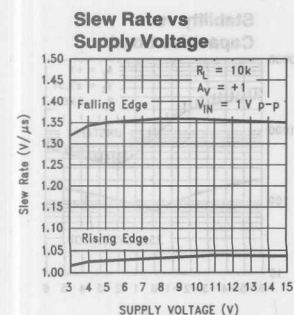 Slew Rate vs
Supply Voltage
1.50
1.45
1.40
1.35
1.30
1.25
1.20
1.15
1.10
1.05
1.00
Slew Rate (V/μs)
R_L = 10k
A_V = +1
V_IN = 1V p-p
Falling Edge
Rising Edge
3 4 5 6 7 8 9 10 11 12 13 14 15
SUPPLY VOLTAGE (V)